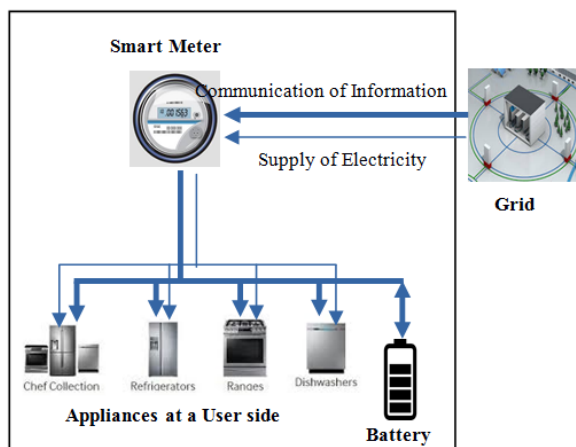 Smart Meter
Communication of Information
001563
Supply of Electricity
Grid
Chef Collection
Refrigerators
Ranges
Dishwashers
Appliances at a User side
Battery